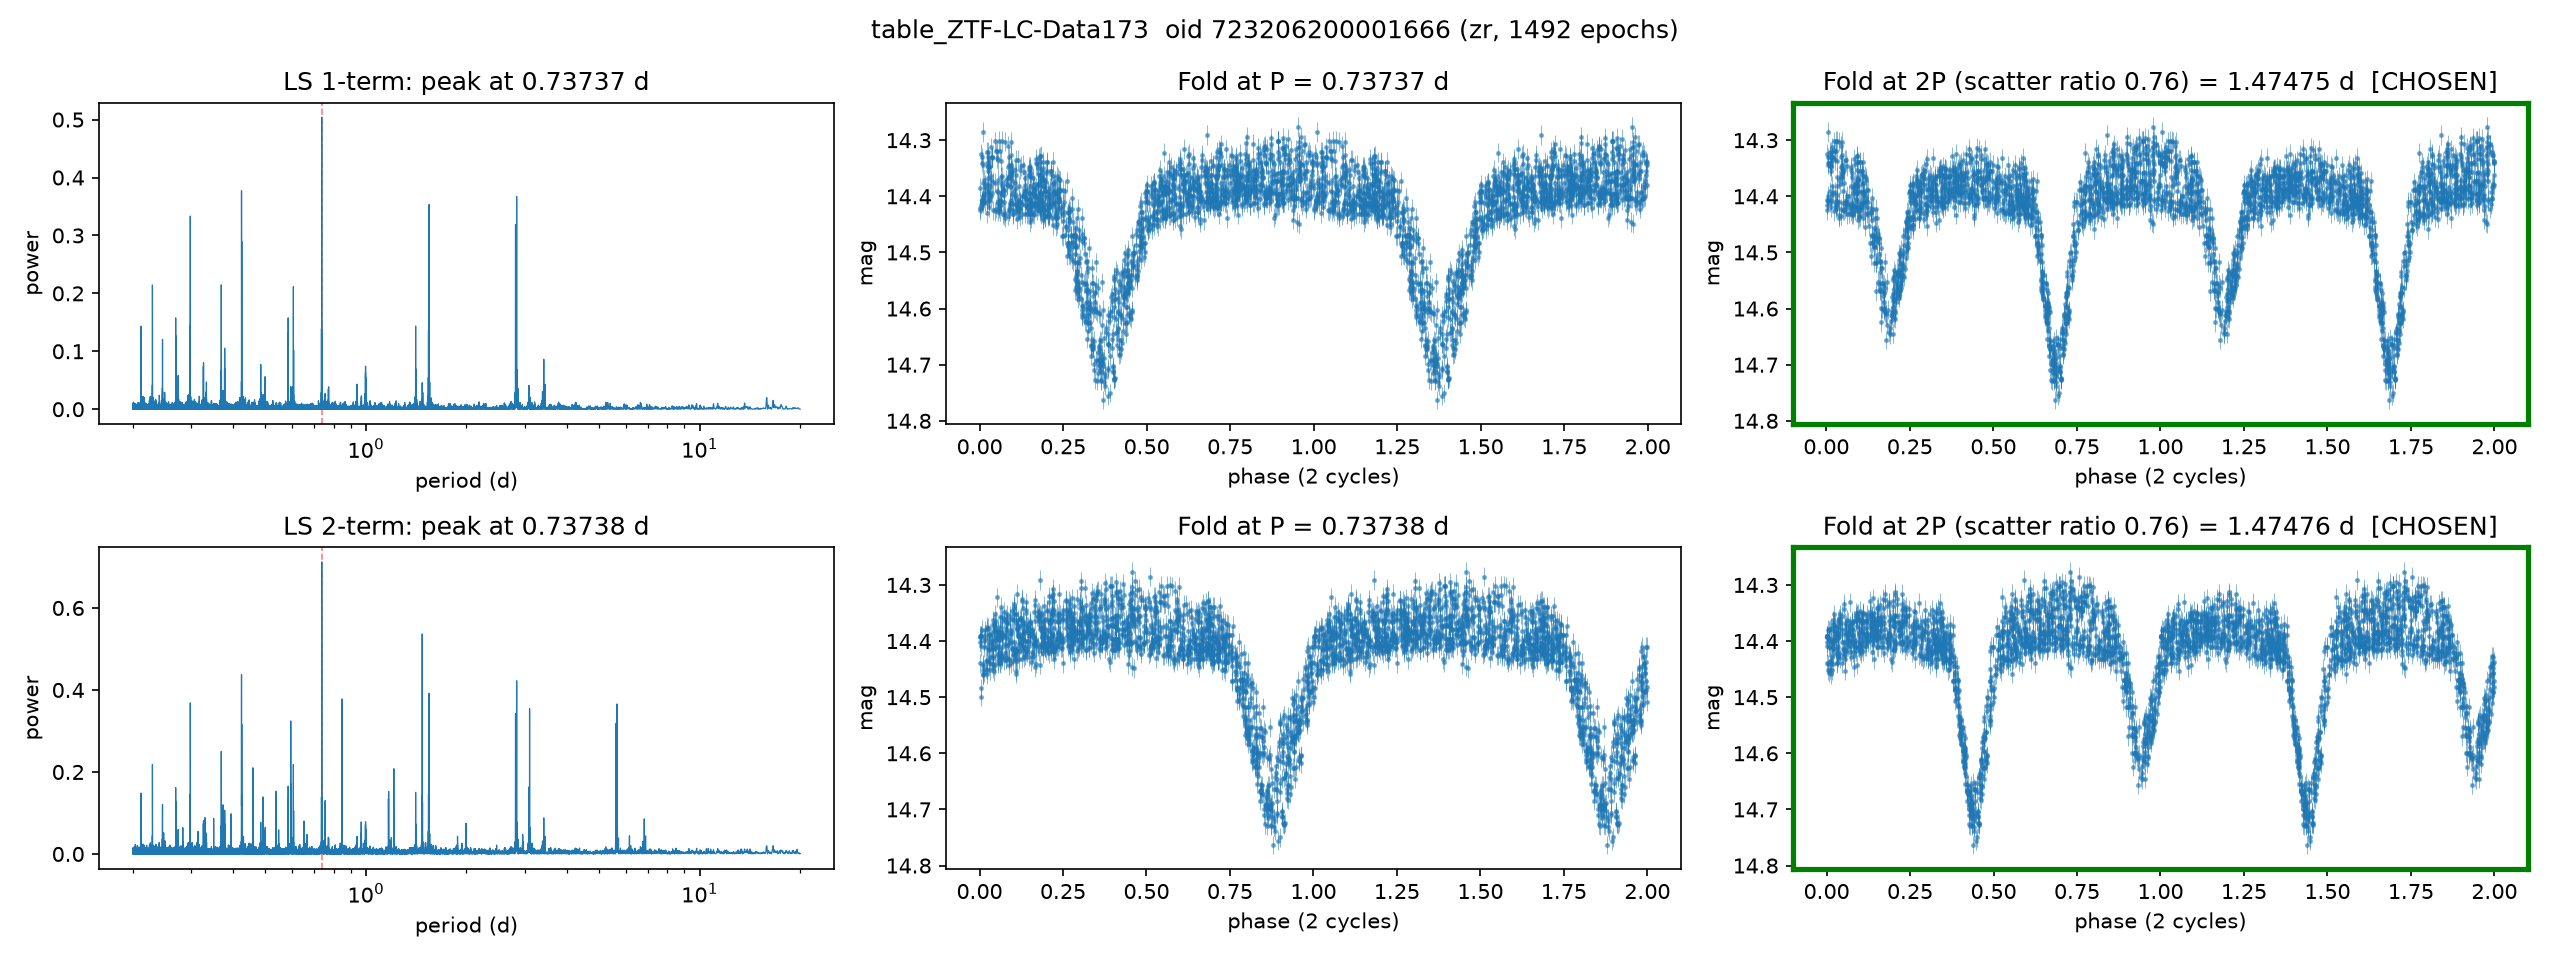 table_ZTF-LC-Data173  oid 723206200001666 (zr, 1492 epochs)
LS 1-term: peak at 0.73737 d
power
0.5
0.4
0.3
0.2
0.1
0.0
10⁰
10¹
period (d)
Fold at P = 0.73737 d
mag
14.3
14.4
14.5
14.6
14.7
14.8
0.00 0.25 0.50 0.75 1.00 1.25 1.50 1.75 2.00
phase (2 cycles)
Fold at 2P (scatter ratio 0.76) = 1.47475 d  [CHOSEN]
mag
14.3
14.4
14.5
14.6
14.7
14.8
0.00 0.25 0.50 0.75 1.00 1.25 1.50 1.75 2.00
phase (2 cycles)
LS 2-term: peak at 0.73738 d
power
0.6
0.4
0.2
0.0
10⁰
10¹
period (d)
Fold at P = 0.73738 d
mag
14.3
14.4
14.5
14.6
14.7
14.8
0.00 0.25 0.50 0.75 1.00 1.25 1.50 1.75 2.00
phase (2 cycles)
Fold at 2P (scatter ratio 0.76) = 1.47476 d  [CHOSEN]
mag
14.3
14.4
14.5
14.6
14.7
14.8
0.00 0.25 0.50 0.75 1.00 1.25 1.50 1.75 2.00
phase (2 cycles)